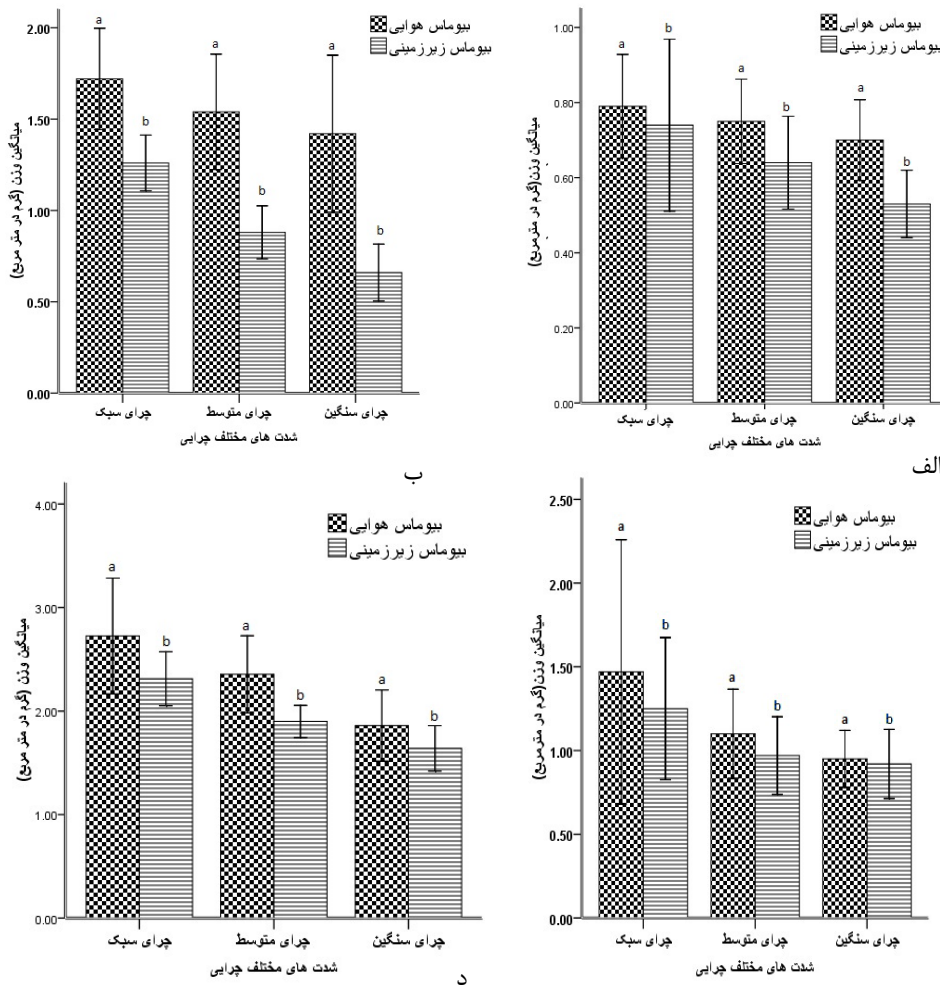 بیوماس هوایی
بیوماس زیرزمینی
a b a b a b
1.00
0.80
0.60
0.40
0.20
0.00
میانگین وزن(گرم در مترمربع)
چرای سبک چرای متوسط چرای سنگین
شدت های مختلف چرایی
الف
بیوماس هوایی
بیوماس زیرزمینی
a b a b a b
2.00
1.50
1.00
0.50
0.00
میانگین وزن (گرم در متر مربع)
چرای سبک چرای متوسط چرای سنگین
شدت های مختلف چرایی
ب
بیوماس هوایی
بیوماس زیرزمینی
a b a b a b
2.50
2.00
1.50
1.00
0.50
0.00
میانگین وزن(گرم در مترمربع)
چرای سبک چرای متوسط چرای سنگین
شدت های مختلف چرایی
بیوماس هوایی
بیوماس زیرزمینی
a b a b a b
4.00
3.00
2.00
1.00
0.00
میانگین وزن (گرم در متر مربع)
چرای سبک چرای متوسط چرای سنگین
شدت های مختلف چرایی
د